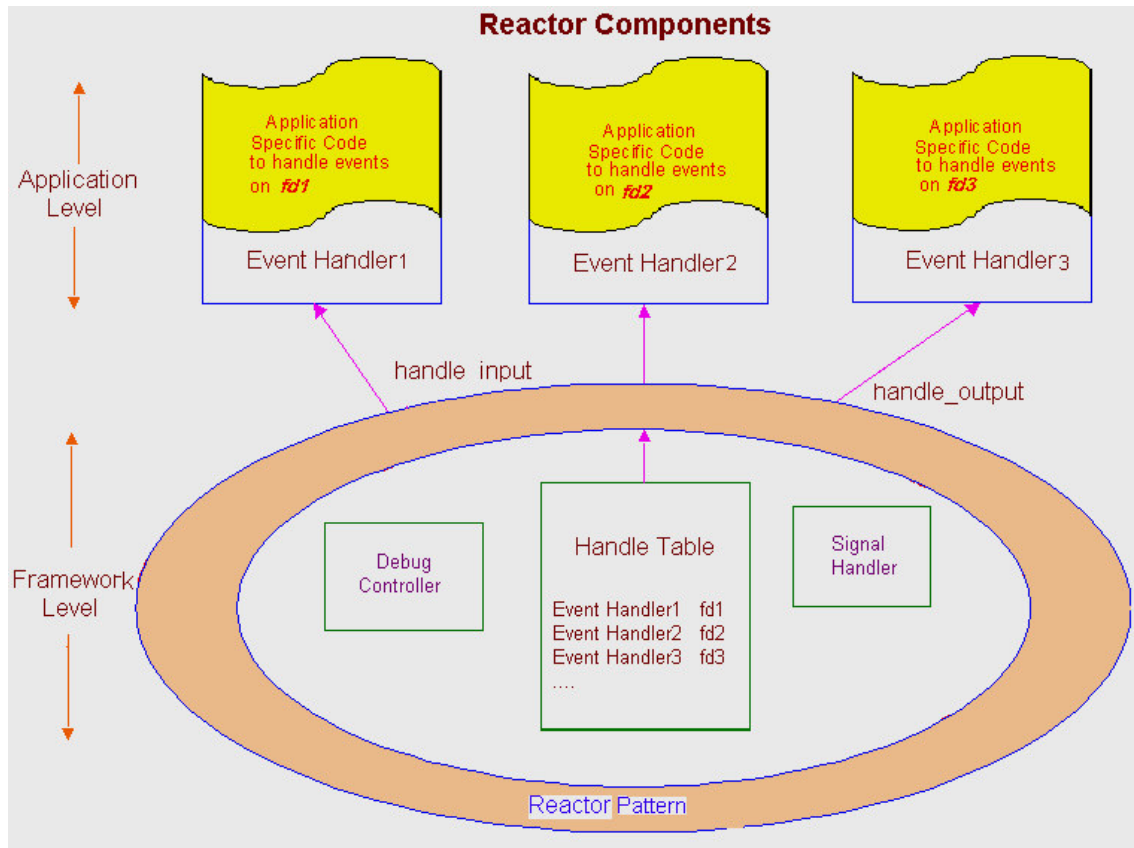 Reactor Components
Application
Specific Code
to handle events
on fd1
Application
Specific Code
to handle events
on fd2
Application
Specific Code
to handle events
on fd3
Application
Level
Event Handler1
Event Handler2
Event Handler3
handle_input
handle_output
Framework
Level
Debug
Controller
Handle Table
Event Handler1 fd1
Event Handler2 fd2
Event Handler3 fd3
....
Signal
Handler
Reactor Pattern